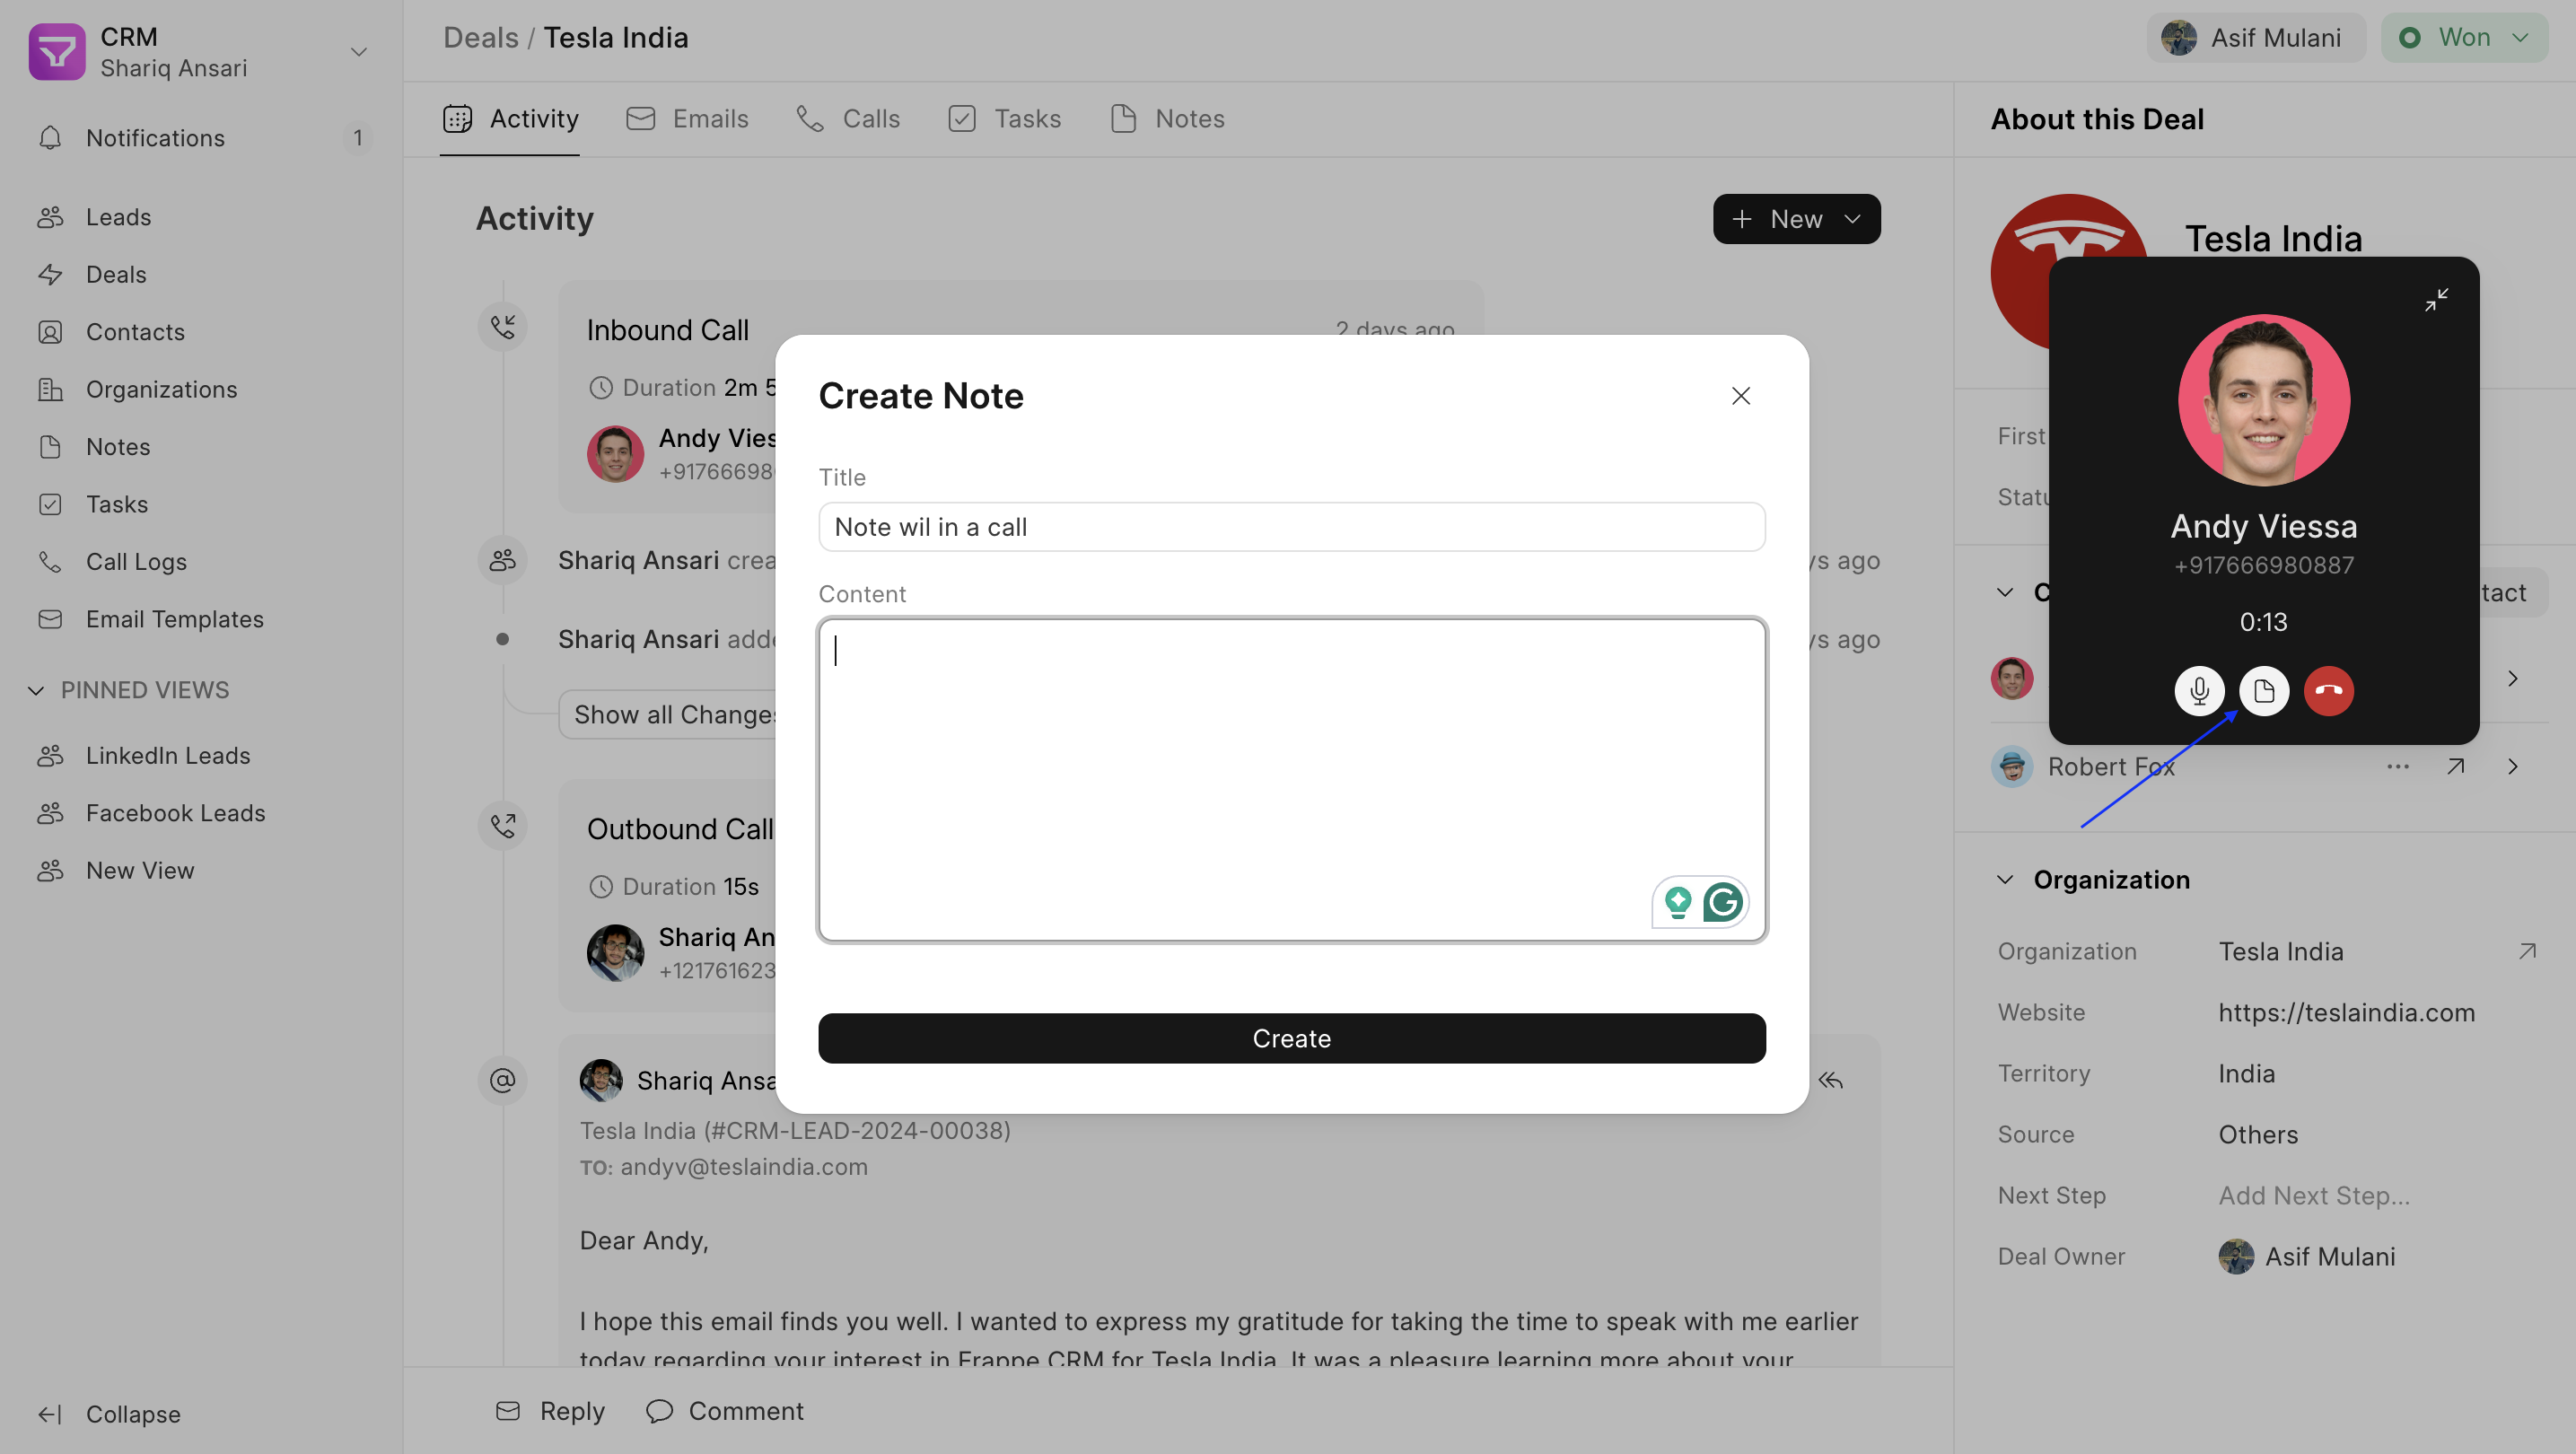 CRM
Shariq Ansari
Notifications 1
Leads
Deals
Contacts
Organizations
Notes
Tasks
Call Logs
Email Templates
PINNED VIEWS
LinkedIn Leads
Facebook Leads
New View
Collapse
Deals / Tesla India
Asif Mulani
Won
Activity
Emails
Calls
Tasks
Notes
Activity
New
Inbound Call
2 days ago
Duration 2m 5
Andy Vies
+91766698
Shariq Ansari crea
ys ago
Shariq Ansari adde
ys ago
Show all Changes
Outbound Call
Duration 15s
Shariq An
+121761623
Shariq Ansa
Tesla India (#CRM-LEAD-2024-00038)
TO: andyv@teslaindia.com
Dear Andy,
I hope this email finds you well. I wanted to express my gratitude for taking the time to speak with me earlier
today regarding your interest in Frappe CRM for Tesla India. It was a pleasure learning more about your
Reply
Comment
Create Note
Title
Note wil in a call
Content
Create
About this Deal
Tesla India
First
Statu
C
tact
Andy Viessa
+917666980887
0:13
Robert Fox
Organization
Organization Tesla India
Website https://teslaindia.com
Territory India
Source Others
Next Step Add Next Step...
Deal Owner Asif Mulani